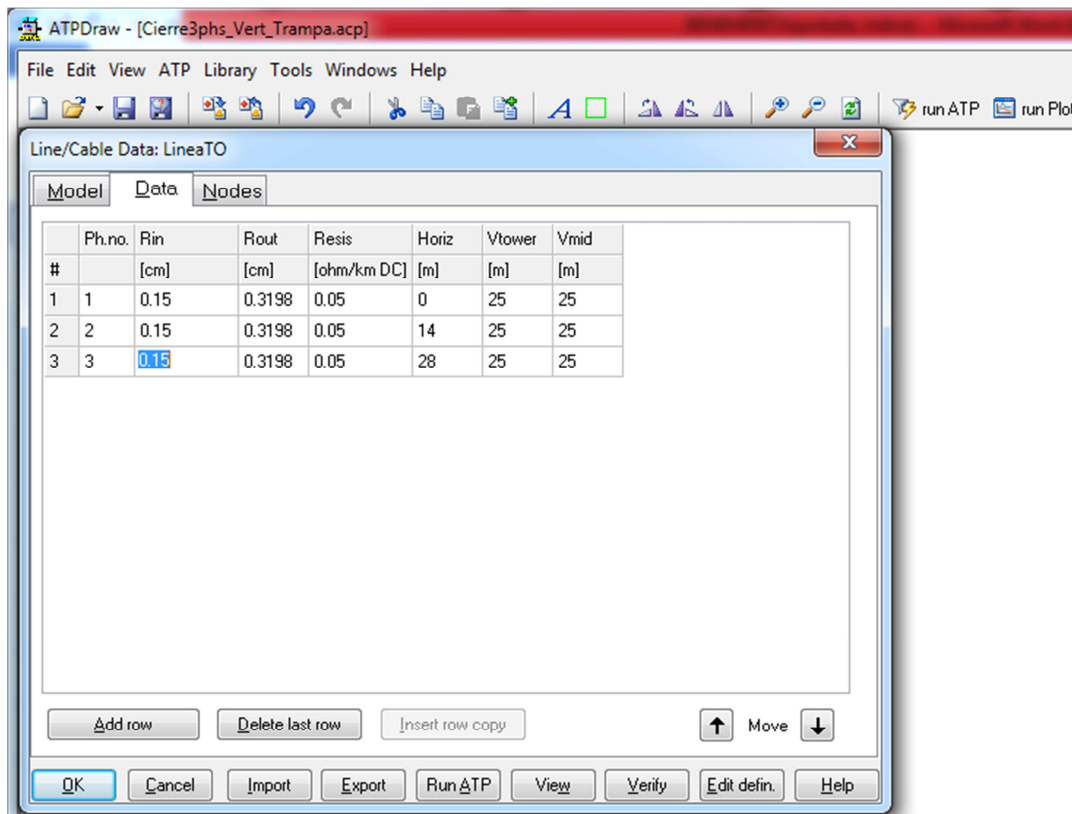 ATPDraw - [Cierre3phs_Vert_Trampa.acp]
File Edit View ATP Library Tools Windows Help
A run ATP run Plo
Line/Cable Data: LineaTO
Model Data Nodes
Ph.no. Rin Rout Resis Horiz Vtower Vmid
# [cm] [cm] [ohm/km DC] [m] [m] [m]
1 1 0.15 0.3198 0.05 0 25 25
2 2 0.15 0.3198 0.05 14 25 25
3 3 0.15 0.3198 0.05 28 25 25
Add row Delete last row Insert row copy Move
OK Cancel Import Export Run ATP View Verify Edit defin. Help